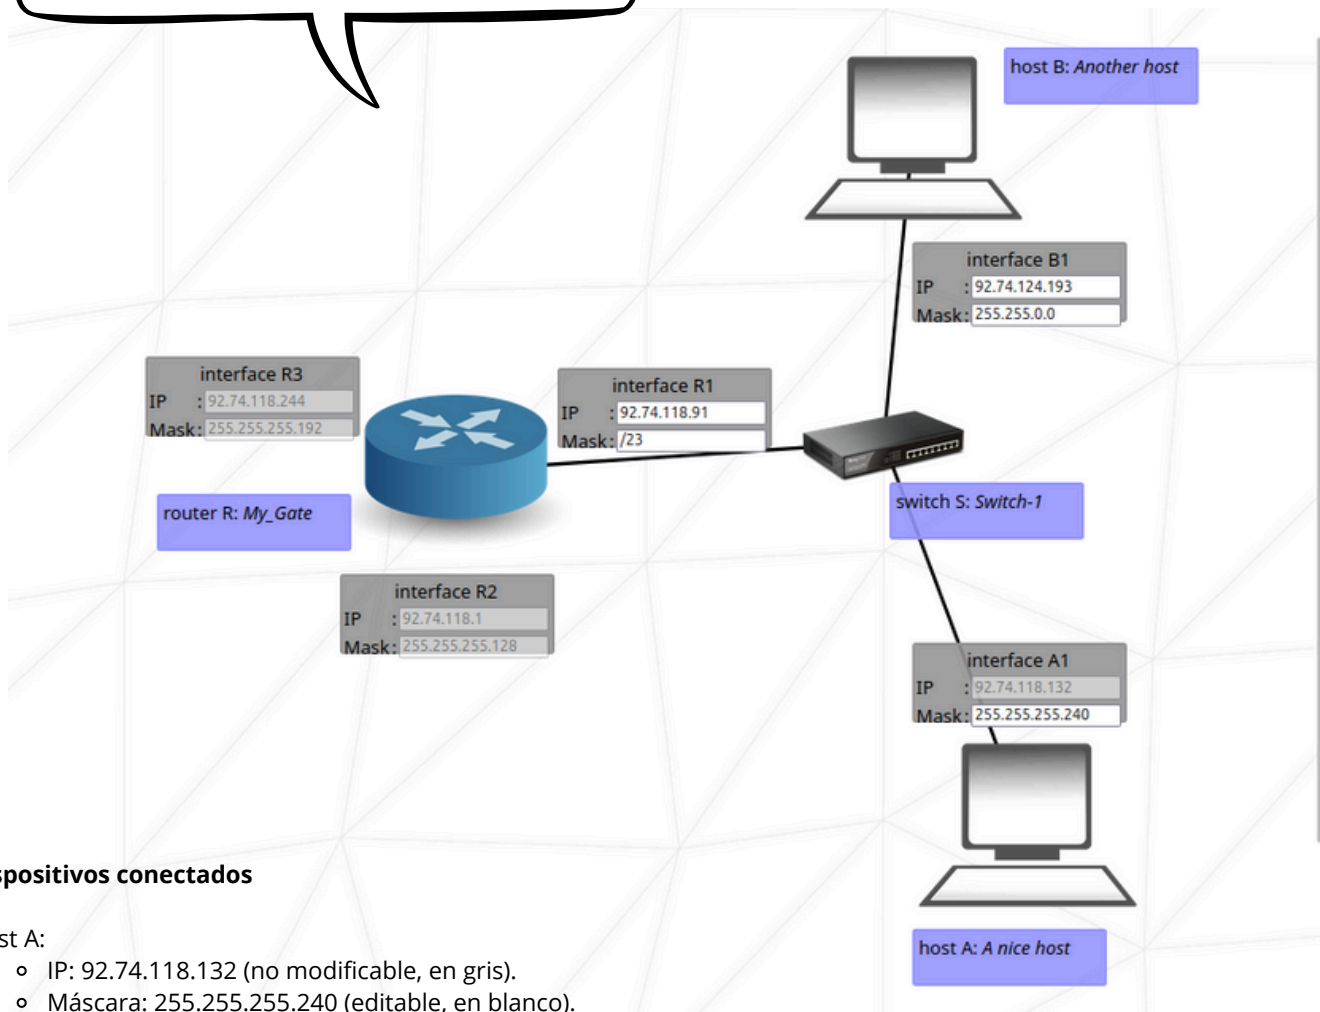 host B: Another host
interface B1
IP : 92.74.124.193
Mask: 255.255.0.0
interface R3
IP : 92.74.118.244
Mask: 255.255.255.192
interface R1
IP : 92.74.118.91
Mask: /23
router R: My_Gate
switch S: Switch-1
interface R2
IP : 92.74.118.1
Mask: 255.255.255.128
interface A1
IP : 92.74.118.132
Mask: 255.255.255.240
spositivos conectados
st A:
host A: A nice host
IP: 92.74.118.132 (no modificable, en gris).
Máscara: 255.255.255.240 (editable, en blanco).